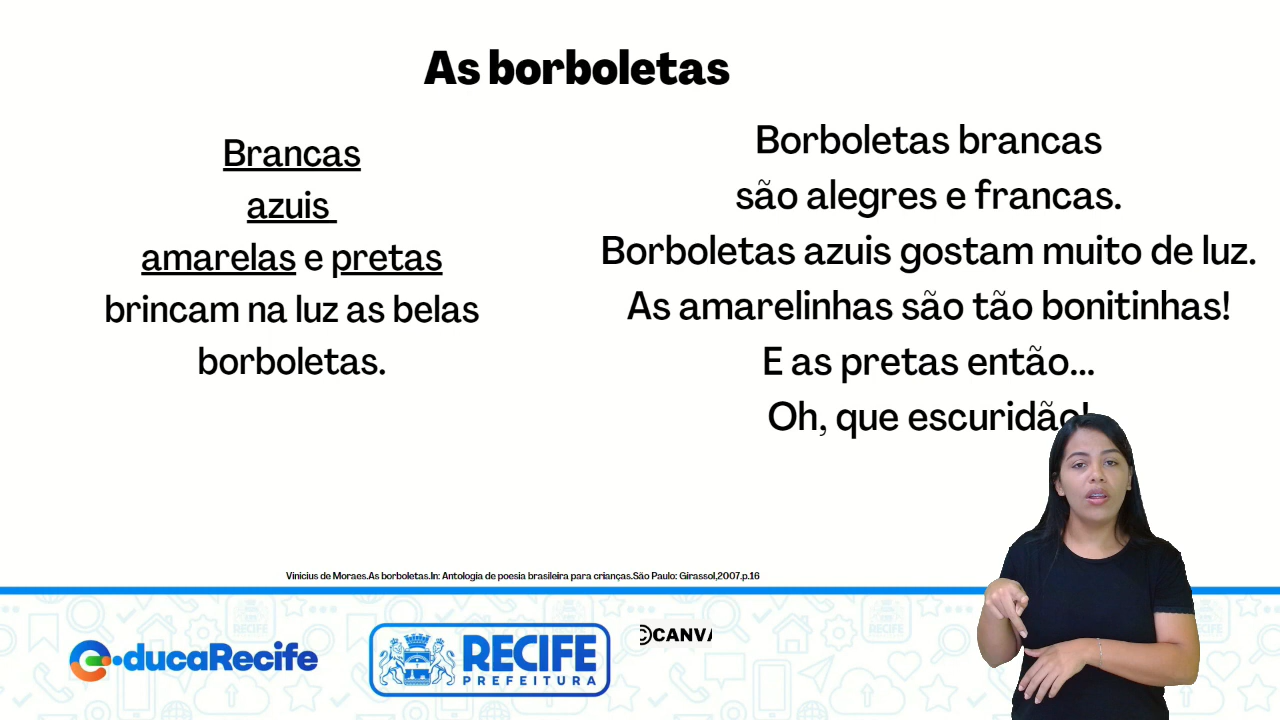 As borboletas
Brancas
azuis
amarelas e pretas
brincam na luz as belas
borboletas.
Borboletas brancas
são alegres e francas.
Borboletas azuis gostam muito de luz.
As amarelinhas são tão bonitinhas!
E as pretas então...
Oh, que escuridão!
Vinicius de Moraes.As borboletas.In: Antologia de poesia brasileira para crianças.São Paulo: Girassol,2007.p.16
ducaRecife
RECIFE
PREFEITURA
©CANVA